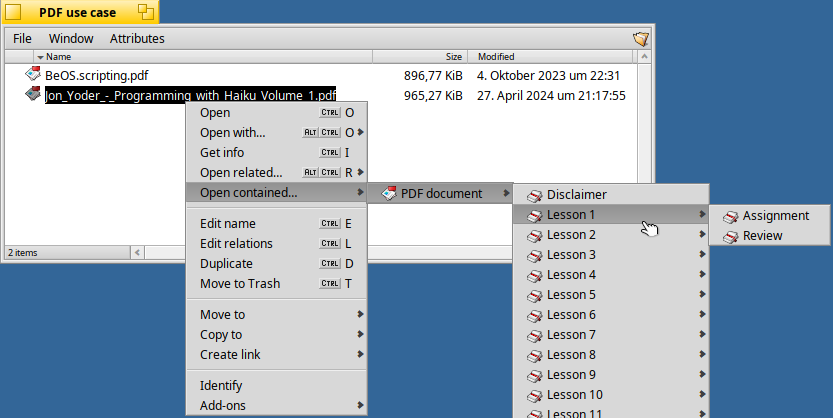 PDF use case
File Window Attributes
Name Size Modified
BeOS.scripting.pdf 896,77 KiB 4. Oktober 2023 um 22:31
Jon_Yoder_-_Programming_with_Haiku_Volume_1.pdf 965,27 KiB 27. April 2024 um 21:17:55
Open CTRL O
Open with... ALT CTRL O
Get info CTRL I
Open related... ALT CTRL R
Open contained...
Edit name CTRL E
Edit relations CTRL L
Duplicate CTRL D
Move to Trash CTRL T
Move to
Copy to
Create link
Identify
Add-ons
PDF document
Disclaimer
Lesson 1
Lesson 2
Lesson 3
Lesson 4
Lesson 5
Lesson 6
Lesson 7
Lesson 8
Lesson 9
Lesson 10
Lesson 11
Assignment
Review
2 items